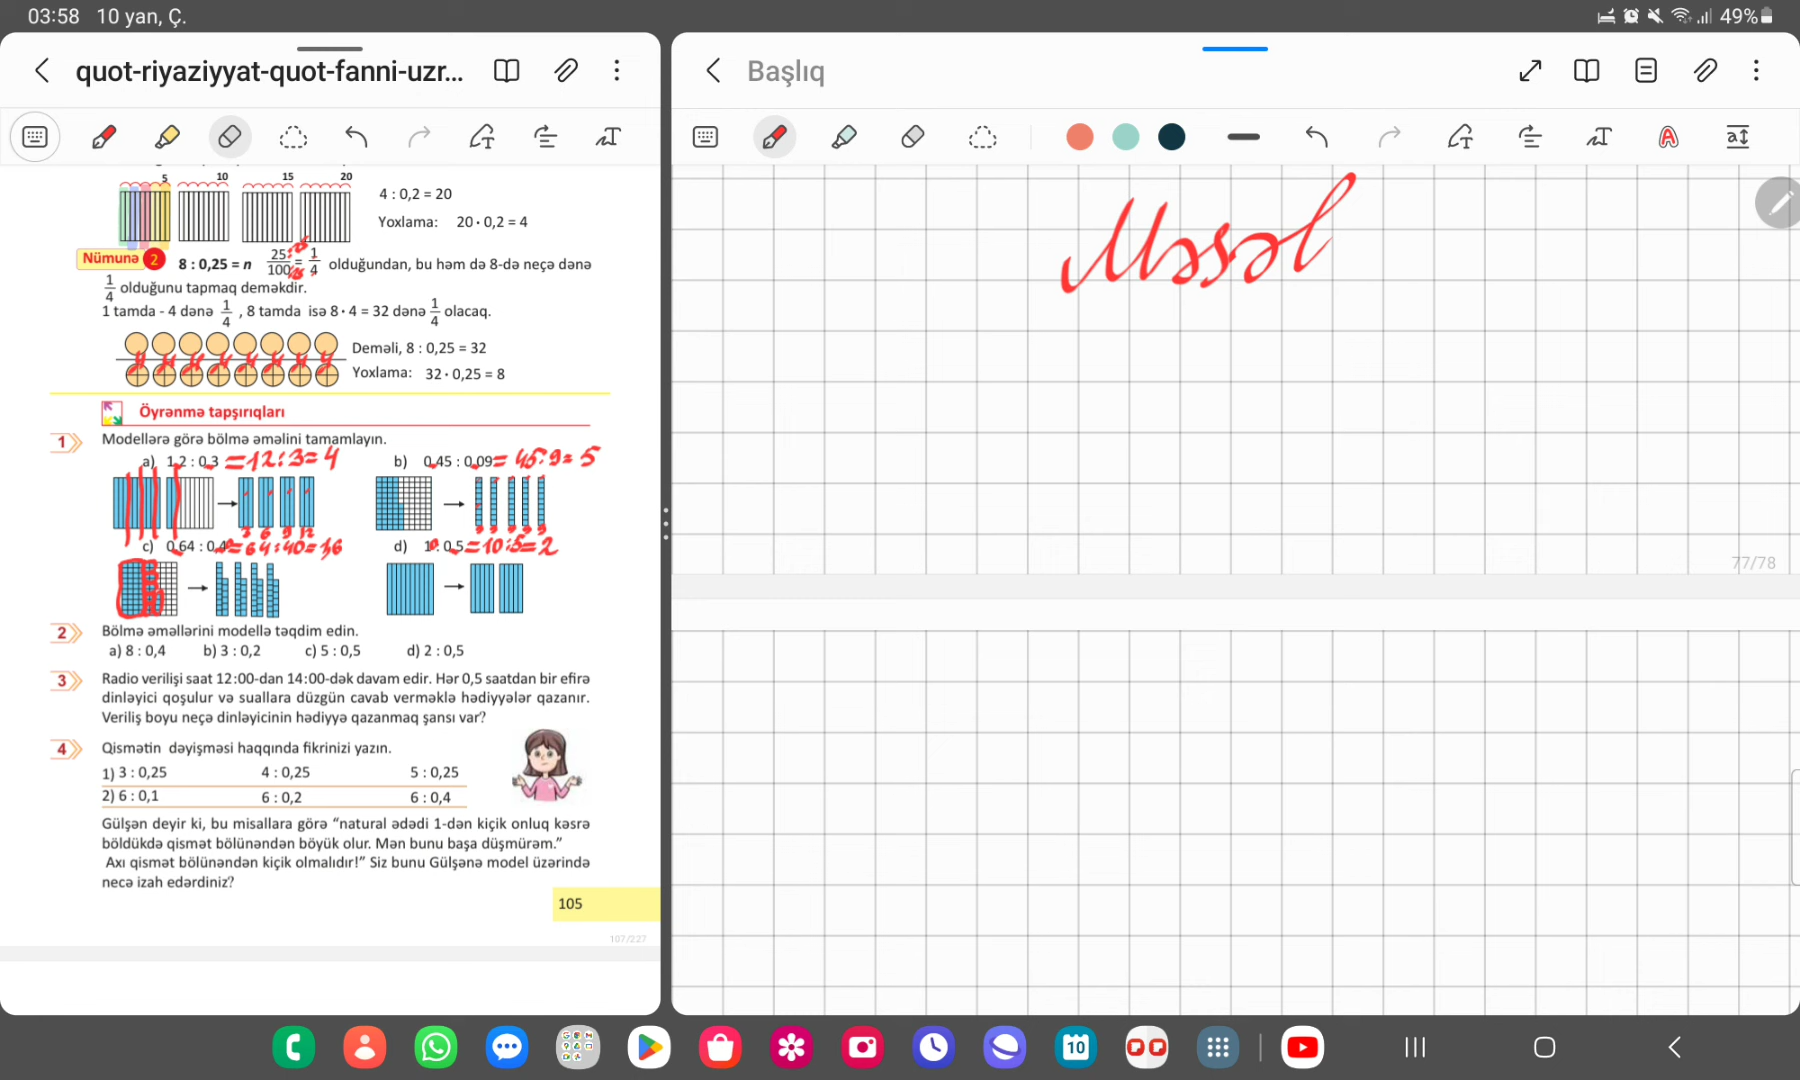 03:58 10 yan, Ç.
49%
quot-riyaziyyat-quot-fanni-uzr...
5 10 15 20
4 : 0,2 = 20
Yoxlama: 20 · 0,2 = 4
Nümunə 2 8 : 0,25 = n 25/100 = 1/4 olduğundan, bu həm də 8-də neçə dənə
1/4 olduğunu tapmaq deməkdir.
1 tamda - 4 dənə 1/4 , 8 tamda isə 8 · 4 = 32 dənə 1/4 olacaq.
Deməli, 8 : 0,25 = 32
Yoxlama: 32 · 0,25 = 8
Öyrənmə tapşırıqları
1 Modellərə görə bölmə əməlini tamamlayın.
a) 1,2 : 0,3 = 12 : 3 = 4
b) 0,45 : 0,09 = 45 : 9 = 5
3 6 9 12
c) 0,64 : 0,4 = 64 : 40 = 1,6
d) 1 : 0,5 = 10 : 5 = 2
2 Bölmə əməllərini modellə təqdim edin.
a) 8 : 0,4 b) 3 : 0,2 c) 5 : 0,5 d) 2 : 0,5
3 Radio verilişi saat 12:00-dan 14:00-dək davam edir. Hər 0,5 saatdan bir efirə
dinləyici qoşulur və suallara düzgün cavab verməklə hədiyyələr qazanır.
Veriliş boyu neçə dinləyicinin hədiyyə qazanmaq şansı var?
4 Qismətin dəyişməsi haqqında fikrinizi yazın.
1) 3 : 0,25 4 : 0,25 5 : 0,25
2) 6 : 0,1 6 : 0,2 6 : 0,4
Gülşən deyir ki, bu misallara görə “natural ədədi 1-dən kiçik onluq kəsrə
böldükdə qismət bölünəndən böyük olur. Mən bunu başa düşmürəm.”
Axı qismət bölünəndən kiçik olmalıdır!” Siz bunu Gülşənə model üzərində
necə izah edərdiniz?
105
107/227
Başlıq
Məsəl
77/78
10